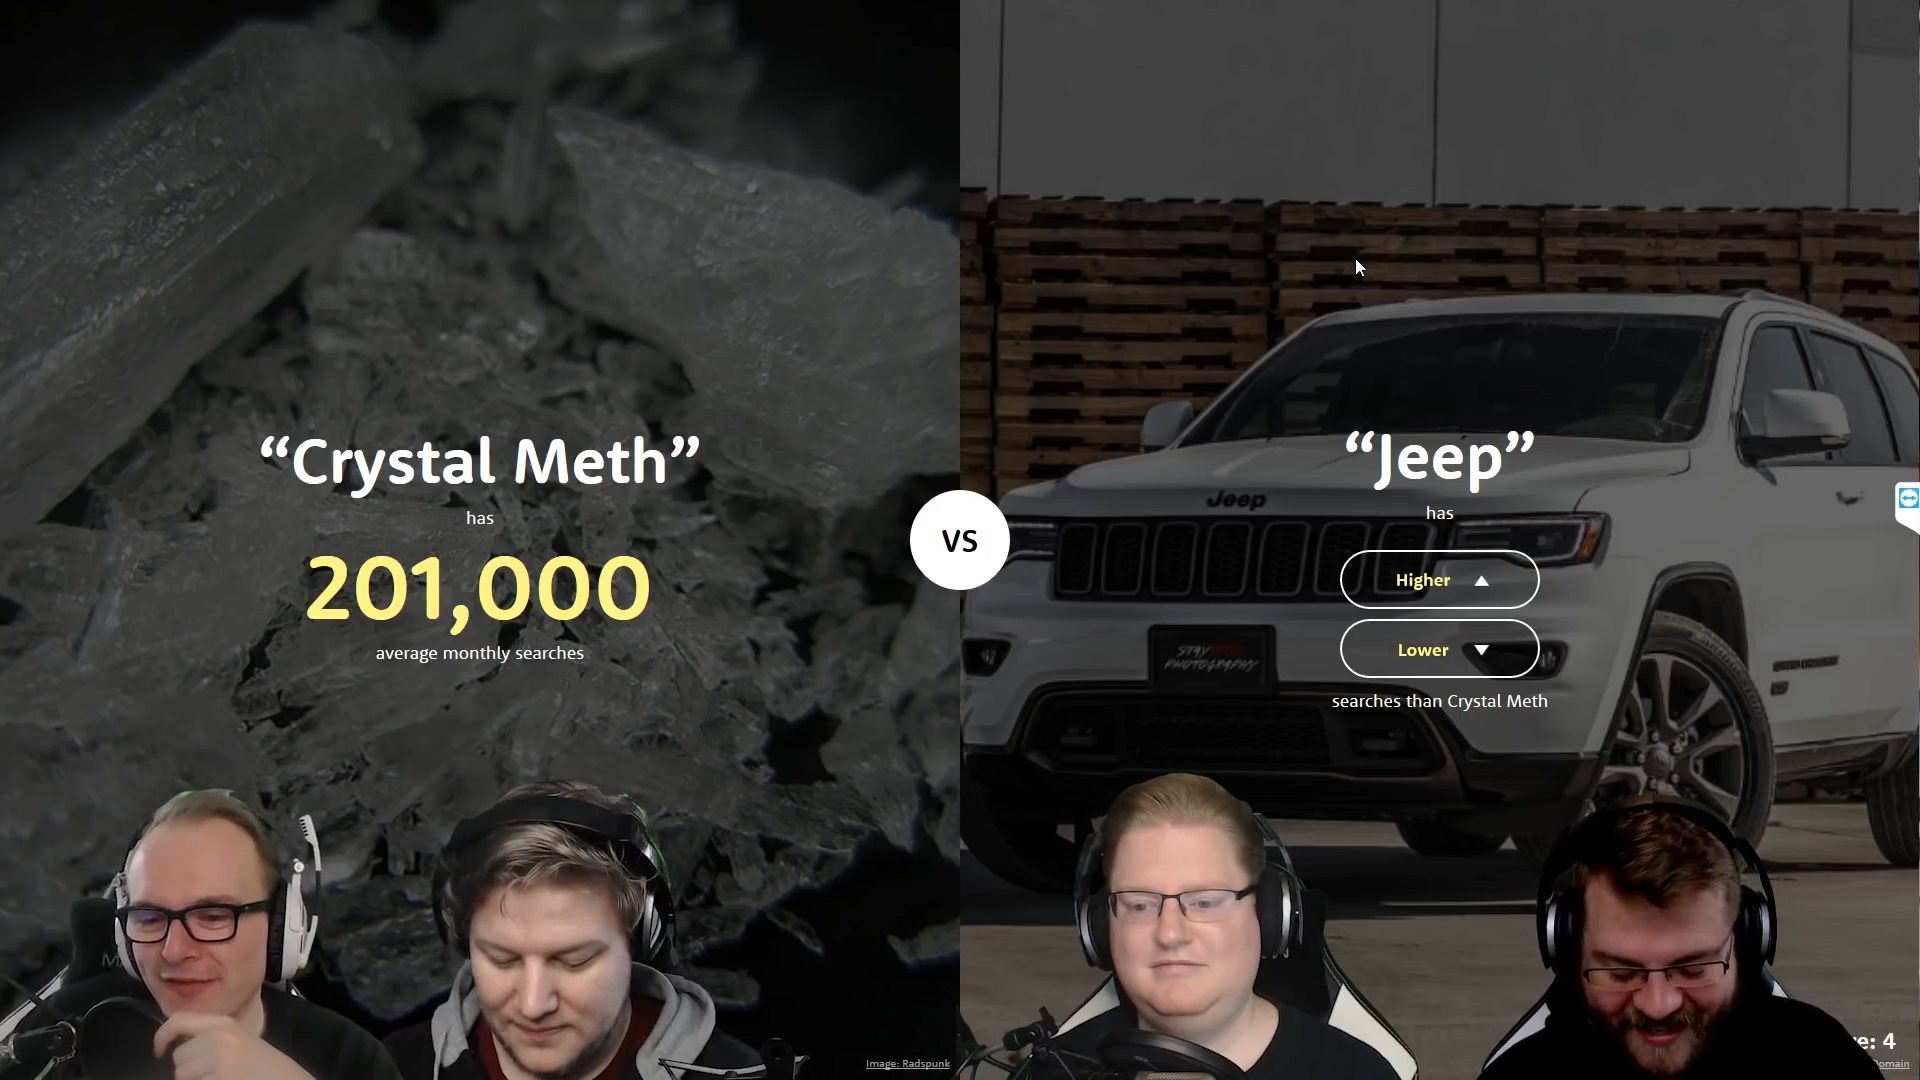 “Crystal Meth”
has
201,000
average monthly searches
Image: Radspunk
VS
Jeep
“Jeep”
has
Higher
Lower
searches than Crystal Meth
PHOTOGRAPHY
: 4